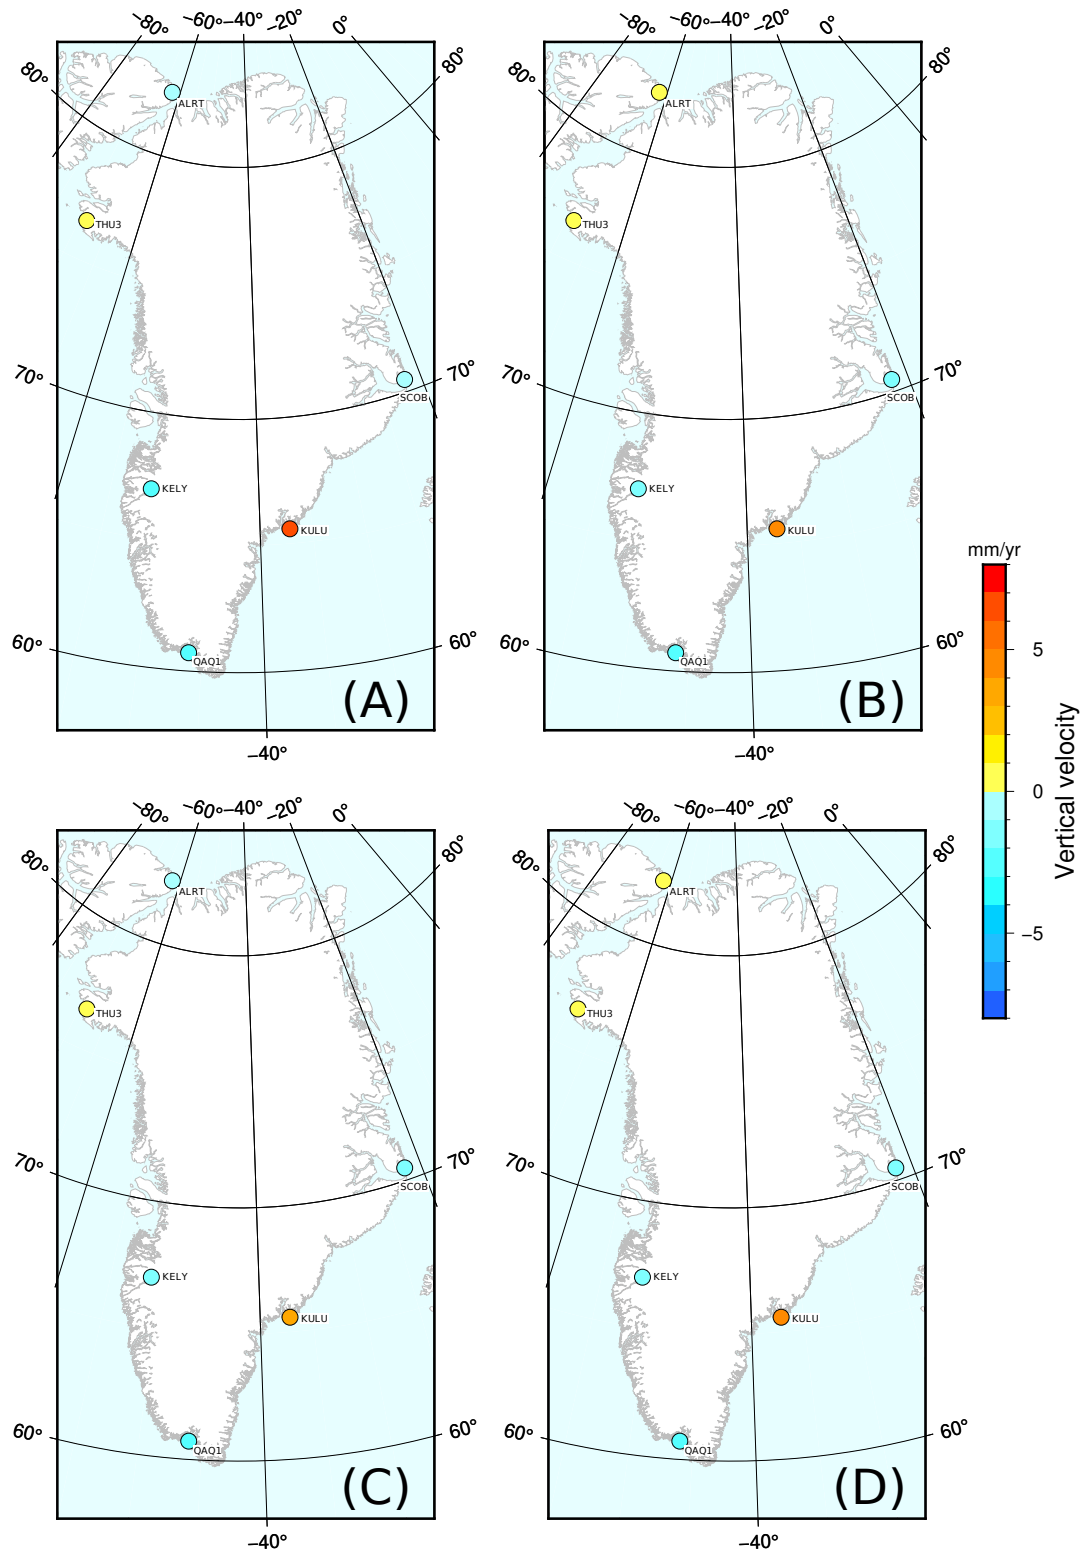 −80° −60° −40° −20° 0° −80° −60° −40° −20° 0°
80° 80° 80° 80°
ALRT ALRT
THU3 THU3
70° 70° 70° 70°
SCOB SCOB
KELY KELY
KULU KULU
mm/yr
60° 60° 60° 60°
QAQ1 QAQ1
5
(A) (B)
−40° −40°
0
Vertical velocity
−80° −60° −40° −20° 0° −80° −60° −40° −20° 0°
80° 80° 80° 80°
ALRT ALRT
−5
THU3 THU3
70° 70° 70° 70°
SCOB SCOB
KELY KELY
KULU KULU
60° 60° 60° 60°
QAQ1 QAQ1
(C) (D)
−40° −40°